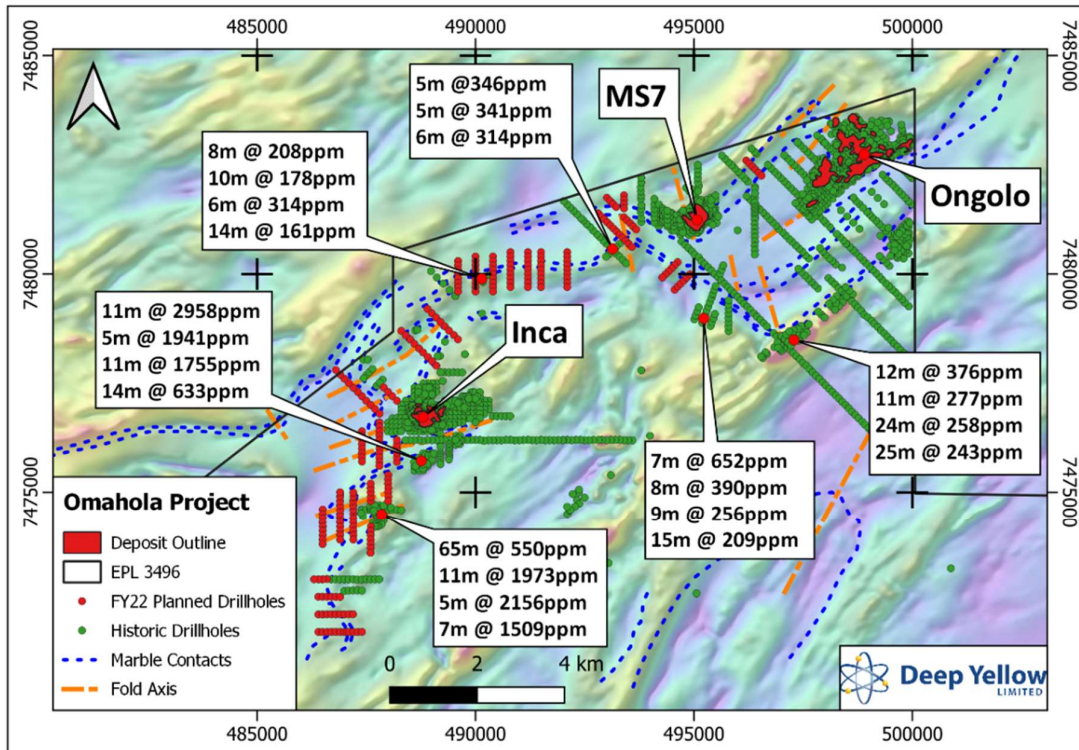 485000
490000
495000
500000
7485000
7485000
5m @346ppm
5m @ 341ppm
6m @ 314ppm
MS7
8m @ 208ppm
10m @ 178ppm
6m @ 314ppm
14m @ 161ppm
Ongolo
7480000
7480000
11m @ 2958ppm
5m @ 1941ppm
11m @ 1755ppm
14m @ 633ppm
Inca
12m @ 376ppm
11m @ 277ppm
24m @ 258ppm
25m @ 243ppm
7m @ 652ppm
8m @ 390ppm
9m @ 256ppm
15m @ 209ppm
7475000
7475000
Omahola Project
Deposit Outline
EPL 3496
FY22 Planned Drillholes
Historic Drillholes
Marble Contacts
Fold Axis
65m @ 550ppm
11m @ 1973ppm
5m @ 2156ppm
7m @ 1509ppm
0 2 4 km
Deep Yellow
LIMITED
485000
490000
495000
500000